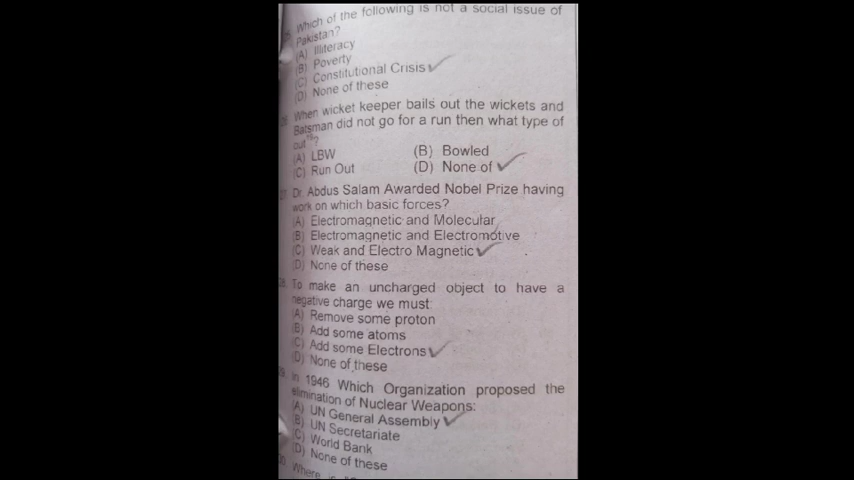 Which of the following is not a social issue of
Pakistan?
(A) Illiteracy
(B) Poverty
(C) Constitutional Crisis
(D) None of these
When wicket keeper bails out the wickets and
Batsman did not go for a run then what type of
out"?
(A) LBW (B) Bowled
(C) Run Out (D) None of
Dr. Abdus Salam Awarded Nobel Prize having
work on which basic forces?
(A) Electromagnetic and Molecular
(B) Electromagnetic and Electromotive
(C) Weak and Electro Magnetic
(D) None of these
To make an uncharged object to have a
negative charge we must:
(A) Remove some proton
(B) Add some atoms
(C) Add some Electrons
(D) None of these
In 1946 Which Organization proposed the
elimination of Nuclear Weapons:
(A) UN General Assembly
(B) UN Secretariate
(C) World Bank
(D) None of these
Where is